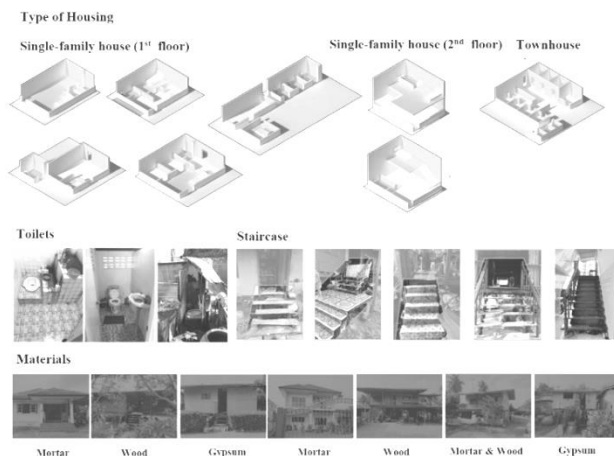 Type of Housing
Single-family house (1st floor)
Single-family house (2nd floor)
Townhouse
Toilets
Staircase
Materials
Mortar
Wood
Gypsum
Mortar
Wood
Mortar & Wood
Gypsum